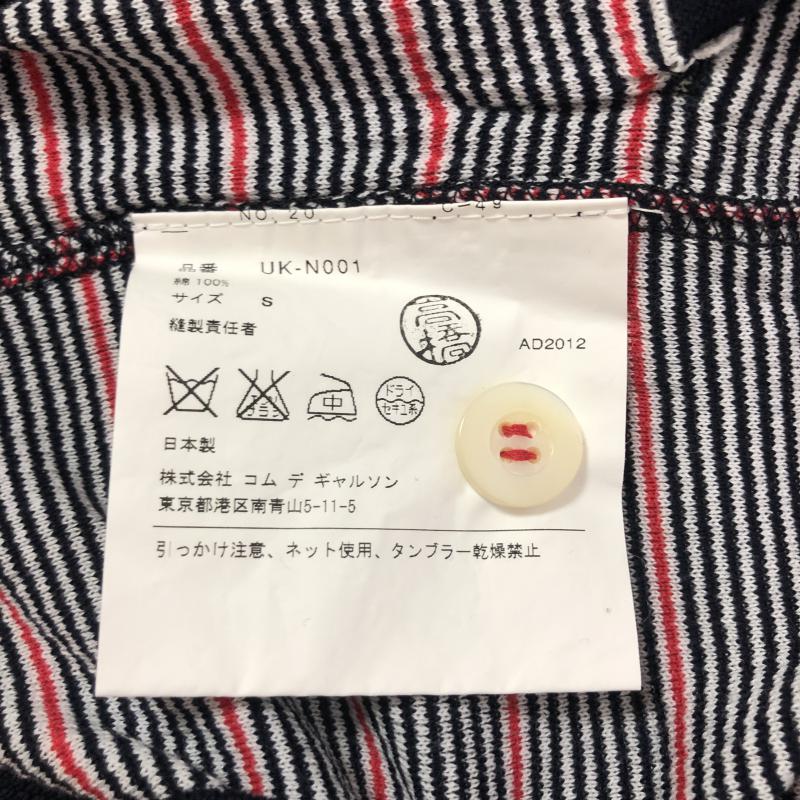 NO. 20 C-49
品番 UK-N001
綿 100%
サイズ S
縫製責任者
高橋
AD2012
ブラシ
中
ドライ
セキユ系
日本製
株式会社 コム デ ギャルソン
東京都港区南青山5-11-5
引っかけ注意、ネット使用、タンブラー乾燥禁止